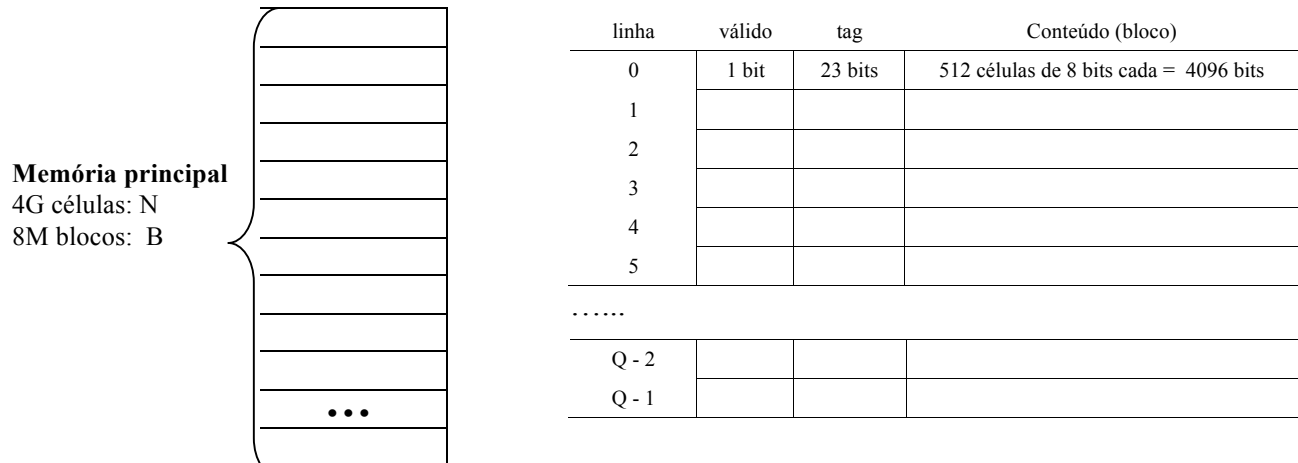 Memória principal
4G células: N
8M blocos: B
•••
linha válido tag Conteúdo (bloco)
0 1 bit 23 bits 512 células de 8 bits cada = 4096 bits
1
2
3
4
5
......
Q - 2
Q - 1